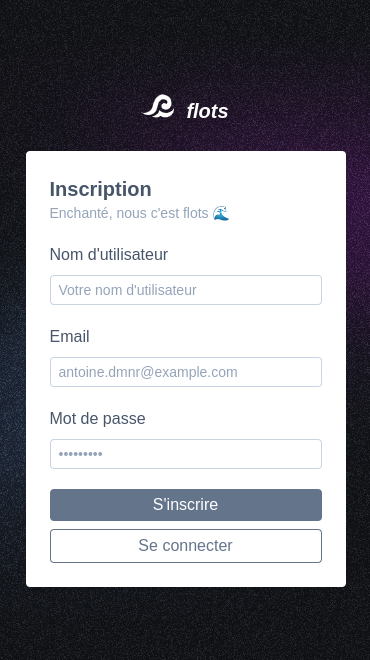 flots
Inscription
Enchanté, nous c'est flots 🌊
Nom d'utilisateur
Votre nom d'utilisateur
Email
antoine.dmnr@example.com
Mot de passe
•••••••••
S'inscrire
Se connecter